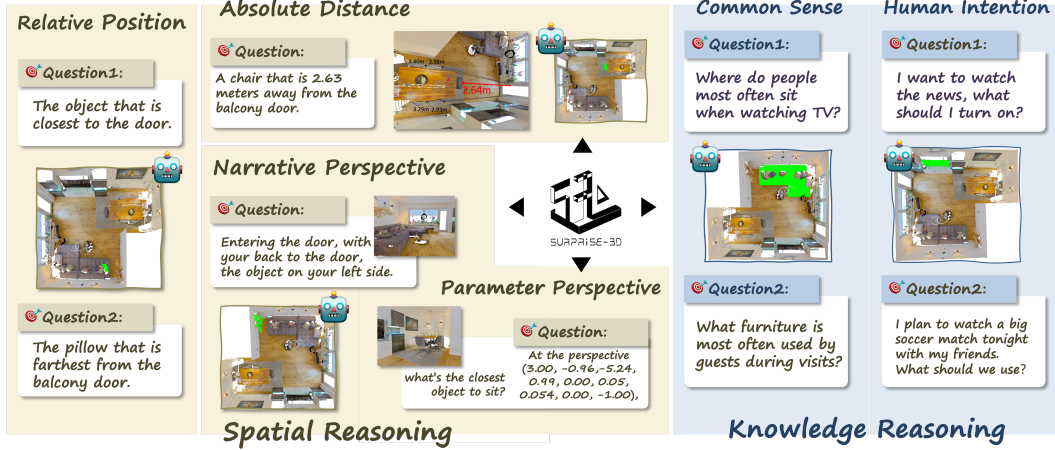 Relative Position
Question1:
The object that is
closest to the door.
Question2:
The pillow that is
farthest from the
balcony door.
Absolute Distance
Question:
A chair that is 2.63
meters away from the
balcony door.
2.64m
3.29m 2.93m
Narrative Perspective
Question:
Entering the door, with
your back to the door,
the object on your left side.
SURPRISE-3D
Parameter Perspective
Question:
At the perspective
(3.00, -0.96,-5.24,
0.99, 0.00, 0.05,
0.054, 0.00, -1.00),
what's the closest
object to sit?
Spatial Reasoning
Common Sense
Question1:
Where do people
most often sit
when watching TV?
Question2:
What furniture is
most often used by
guests during visits?
Human Intention
Question1:
I want to watch
the news, what
should I turn on?
Question2:
I plan to watch a big
soccer match tonight
with my friends.
What should we use?
Knowledge Reasoning